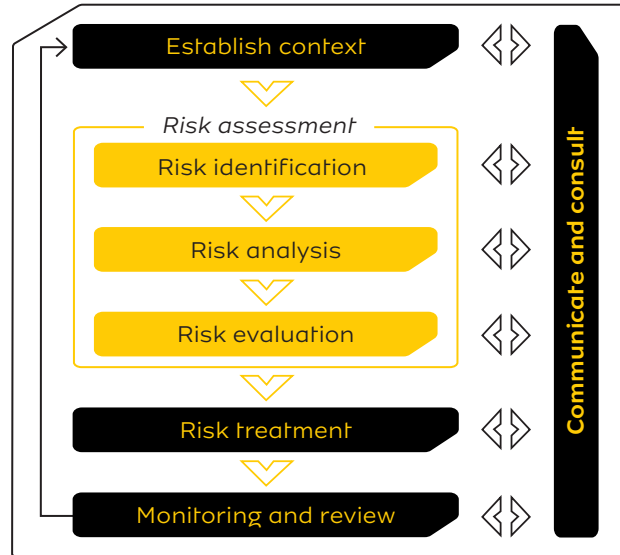 Establish context
Risk assessment
Risk identification
Risk analysis
Risk evaluation
Risk treatment
Monitoring and review
Communicate and consult